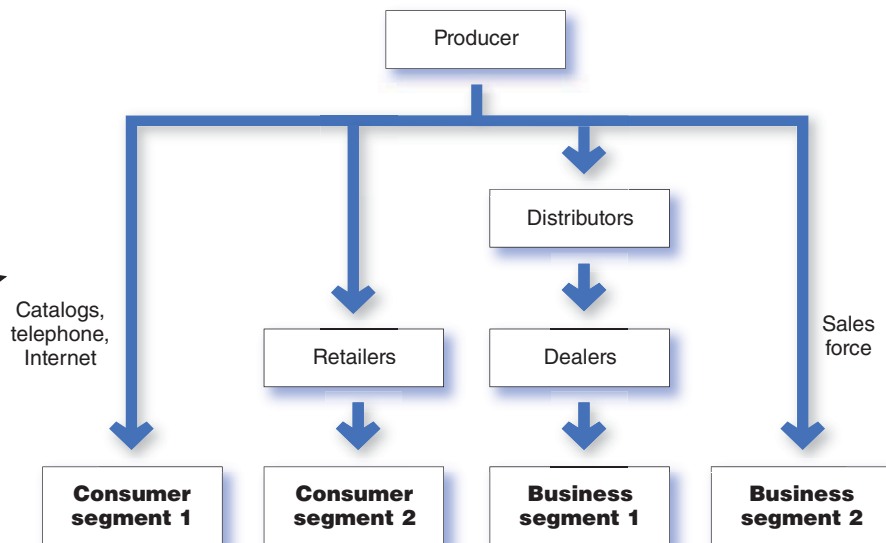 Producer
Distributors
Catalogs,
telephone,
Internet
Sales
force
Retailers
Dealers
Consumer
segment 1
Consumer
segment 2
Business
segment 1
Business
segment 2